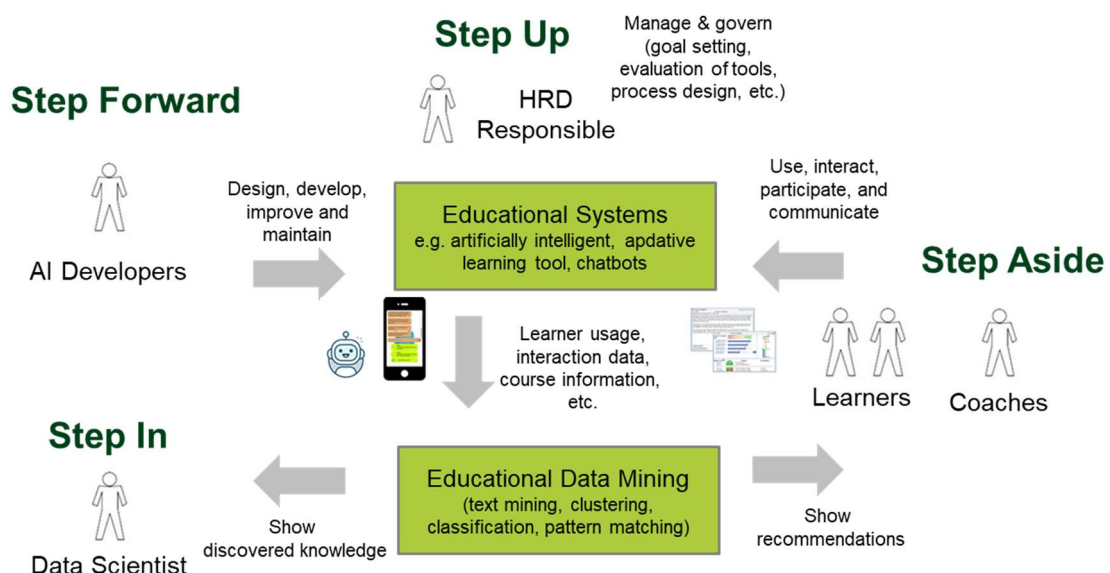 Step Up
Manage & govern
(goal setting,
evaluation of tools,
process design, etc.)
HRD
Responsible
Step Forward
AI Developers
Design, develop,
improve and
maintain
Educational Systems
e.g. artificially intelligent, apdative
learning tool, chatbots
Use, interact,
participate, and
communicate
Step Aside
Learners
Coaches
Learner usage,
interaction data,
course information,
etc.
Step In
Data Scientist
Show
discovered knowledge
Educational Data Mining
(text mining, clustering,
classification, pattern matching)
Show
recommendations